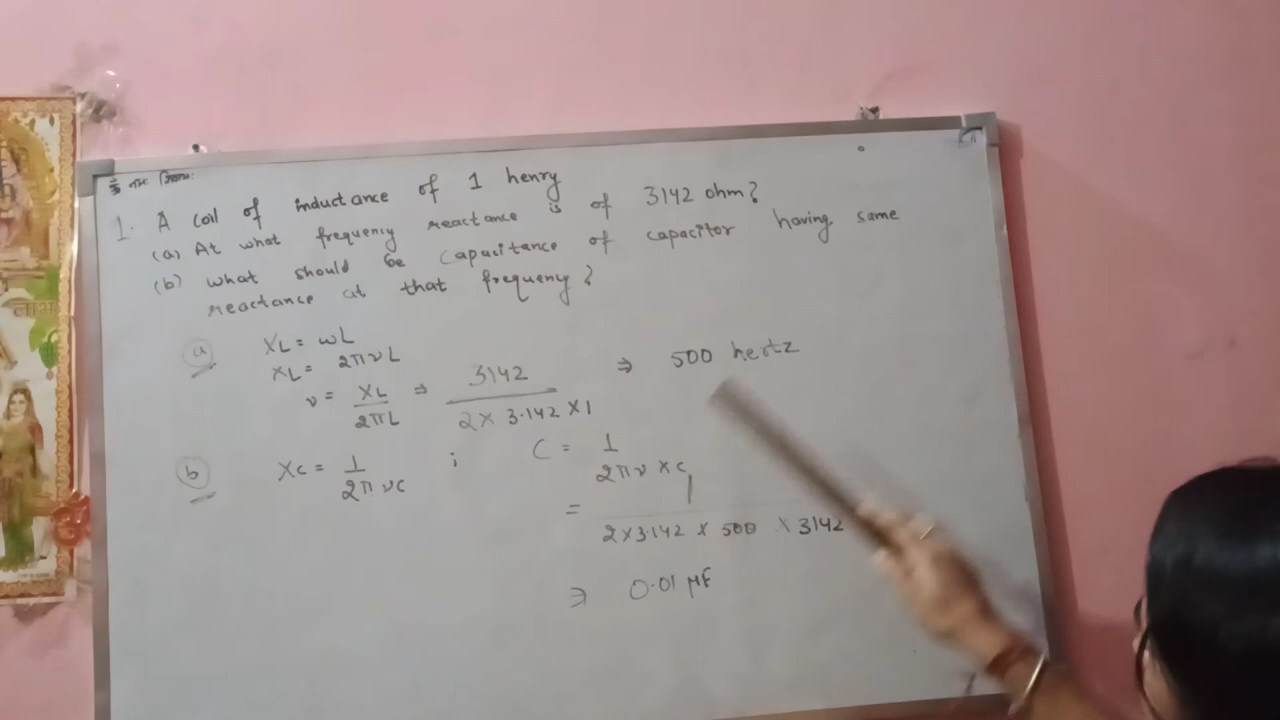 ॐ नमः शिवायः
1. A coil of inductance of 1 henry
(a) At what frequency reactance is of 3142 ohm?
(b) what should be capacitance of capacitor having same
reactance at that frequency?
(a) XL = ωL
XL = 2πνL
ν = XL/2πL ⇒ 3142/2×3.142×1 ⇒ 500 hertz
(b) XC = 1/2πνC ; C = 1/2πν×C
= 1/2×3.142×500×3142
⇒ 0.01 μF
लाभ